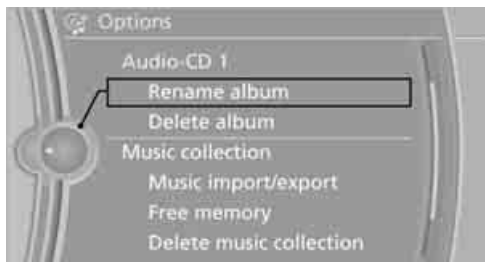 Options
Audio-CD 1
Rename album
Delete album
Music collection
Music import/export
Free memory
Delete music collection